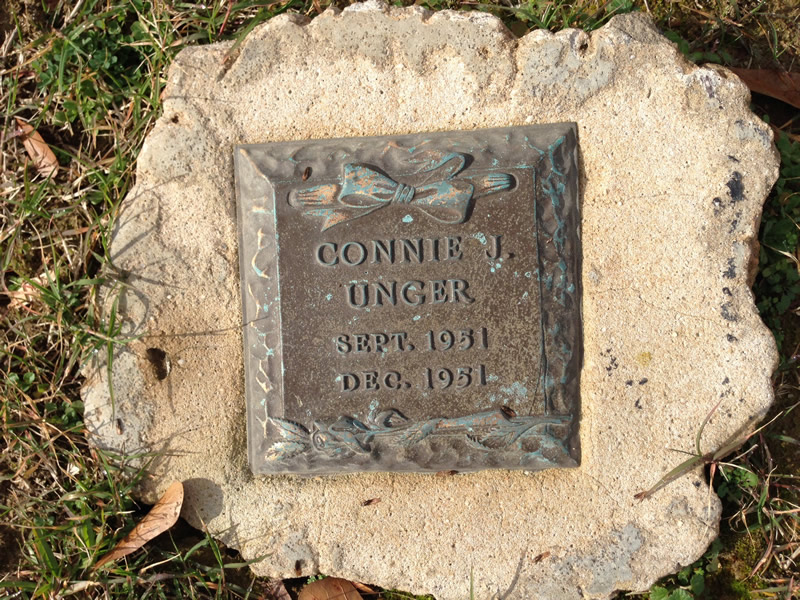 CONNIE J.
UNGER
SEPT. 1951
DEC. 1951